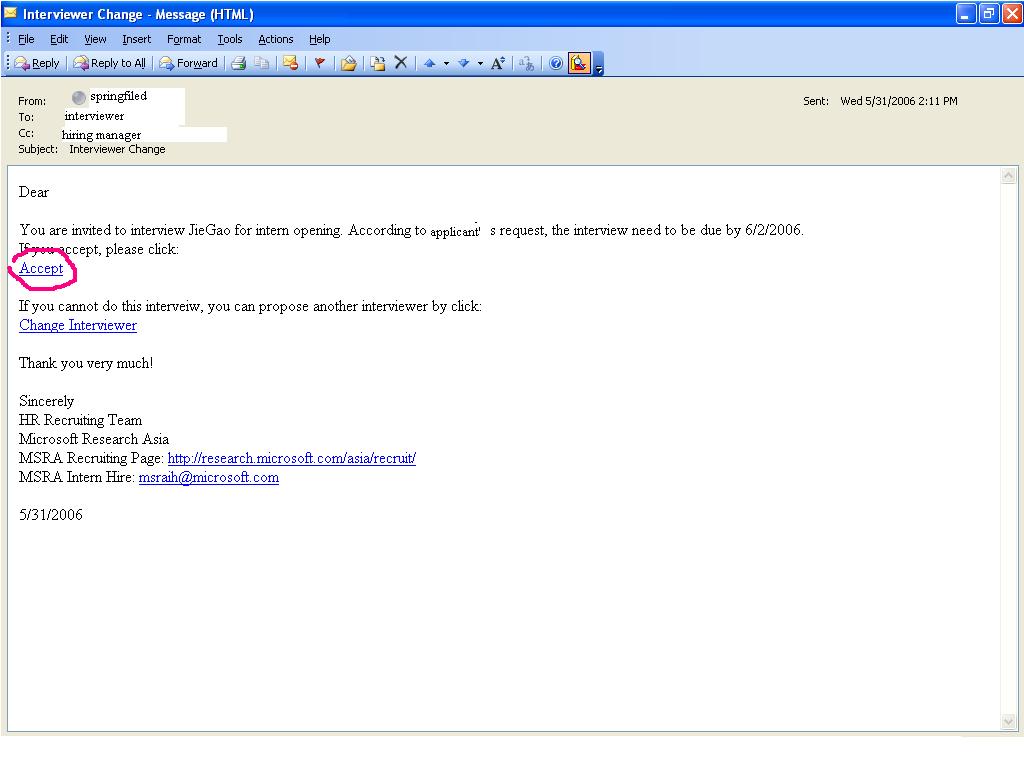 Interviewer Change - Message (HTML)
File Edit View Insert Format Tools Actions Help
Reply Reply to All Forward
From: springfiled Sent: Wed 5/31/2006 2:11 PM
To: interviewer
Cc: hiring manager
Subject: Interviewer Change
Dear
You are invited to interview JieGao for intern opening. According to applicant' s request, the interview need to be due by 6/2/2006.
If you accept, please click:
Accept
If you cannot do this interveiw, you can propose another interviewer by click:
Change Interviewer
Thank you very much!
Sincerely
HR Recruiting Team
Microsoft Research Asia
MSRA Recruiting Page: http://research.microsoft.com/asia/recruit/
MSRA Intern Hire: msraih@microsoft.com
5/31/2006